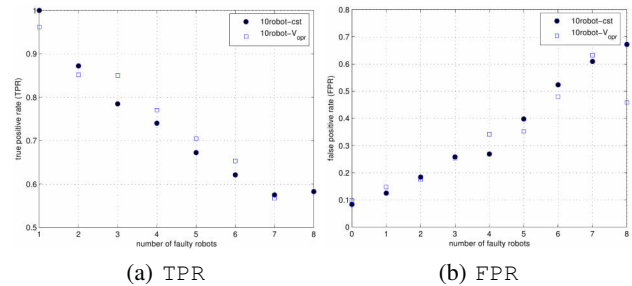 1
0.9
0.8
0.7
0.6
0.5
true positive rate (TPR)
10robot-cst
10robot-Vopr
1 2 3 4 5 6 7 8
number of faulty robots
(a) TPR
0.8
0.7
0.6
0.5
0.4
0.3
0.2
0.1
0
false positive rate (FPR)
10robot-cst
10robot-Vopr
0 1 2 3 4 5 6 7 8
number of faulty robots
(b) FPR